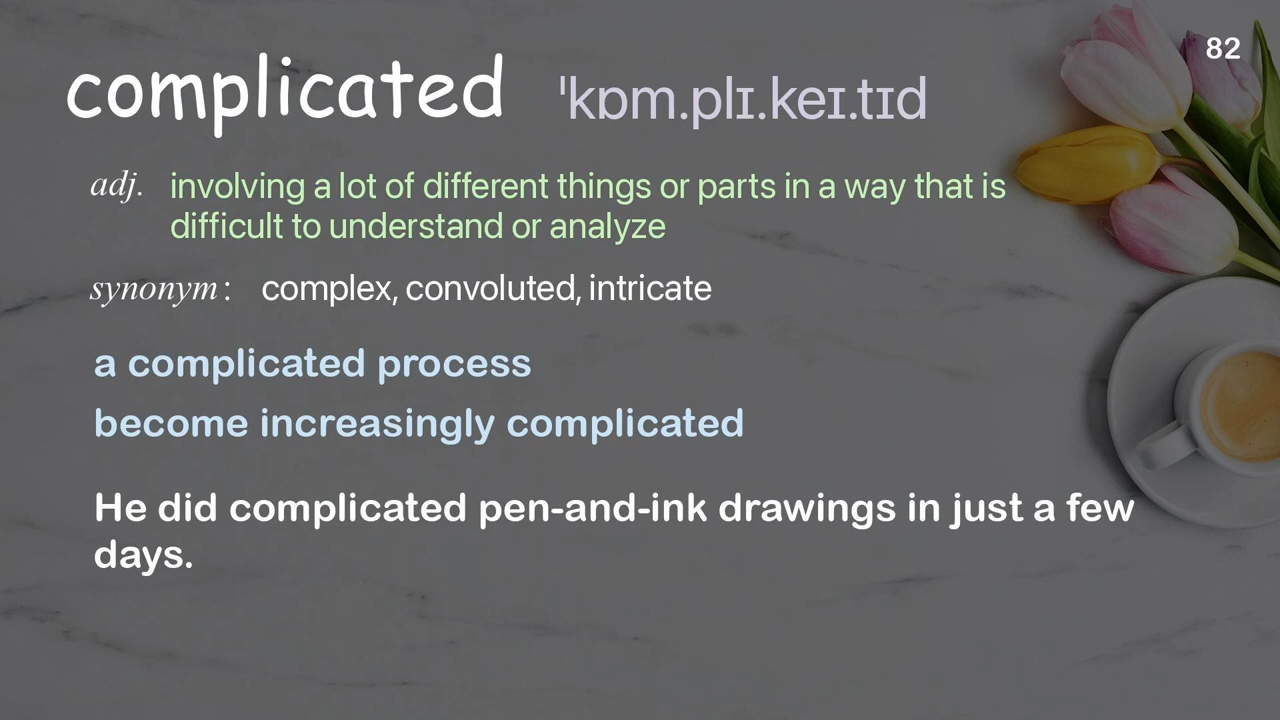 82
complicated ˈkɒm.plɪ.keɪ.tɪd
adj. involving a lot of different things or parts in a way that is
difficult to understand or analyze
synonym: complex, convoluted, intricate
a complicated process
become increasingly complicated
He did complicated pen-and-ink drawings in just a few
days.